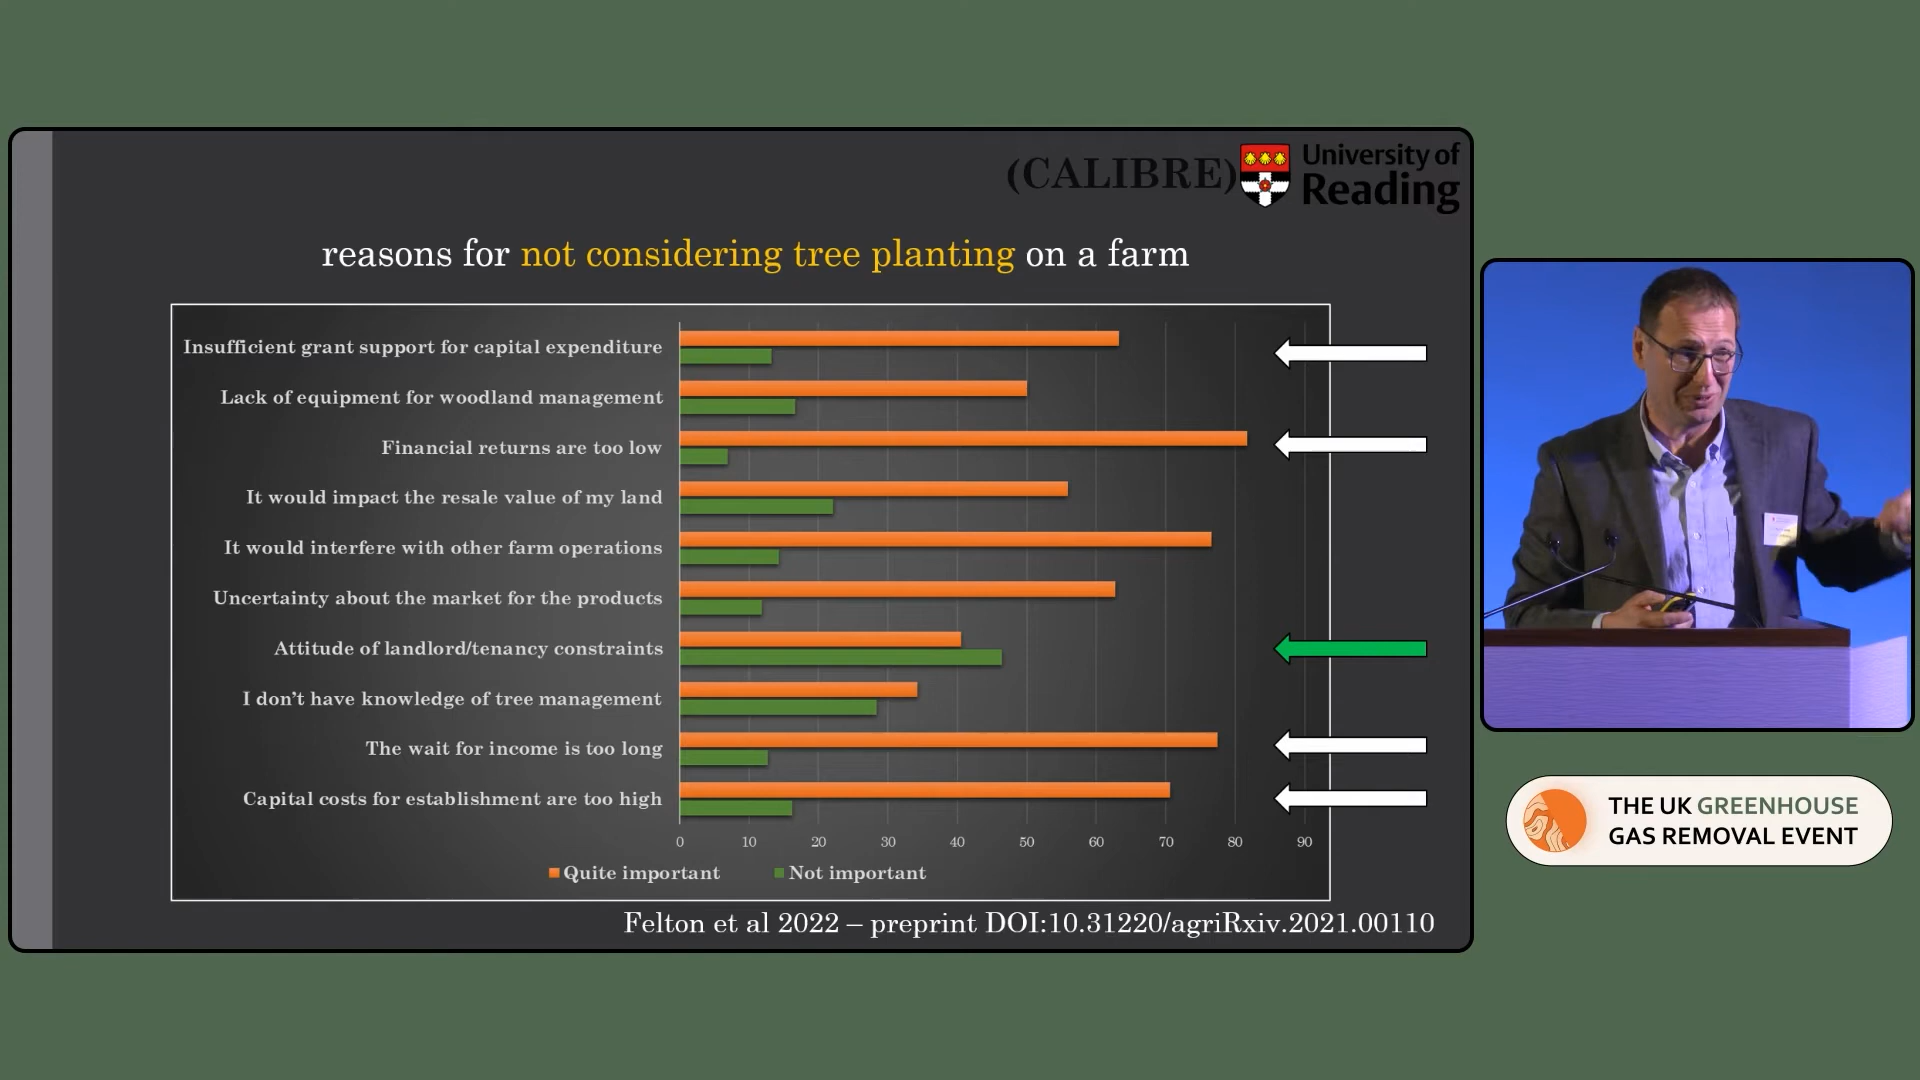 (CALIBRE)
University of
Reading
reasons for not considering tree planting on a farm
Insufficient grant support for capital expenditure
Lack of equipment for woodland management
Financial returns are too low
It would impact the resale value of my land
It would interfere with other farm operations
Uncertainty about the market for the products
Attitude of landlord/tenancy constraints
I don't have knowledge of tree management
The wait for income is too long
Capital costs for establishment are too high
0 10 20 30 40 50 60 70 80 90
Quite important Not important
Felton et al 2022 – preprint DOI:10.31220/agriRxiv.2021.00110
THE UK GREENHOUSE
GAS REMOVAL EVENT